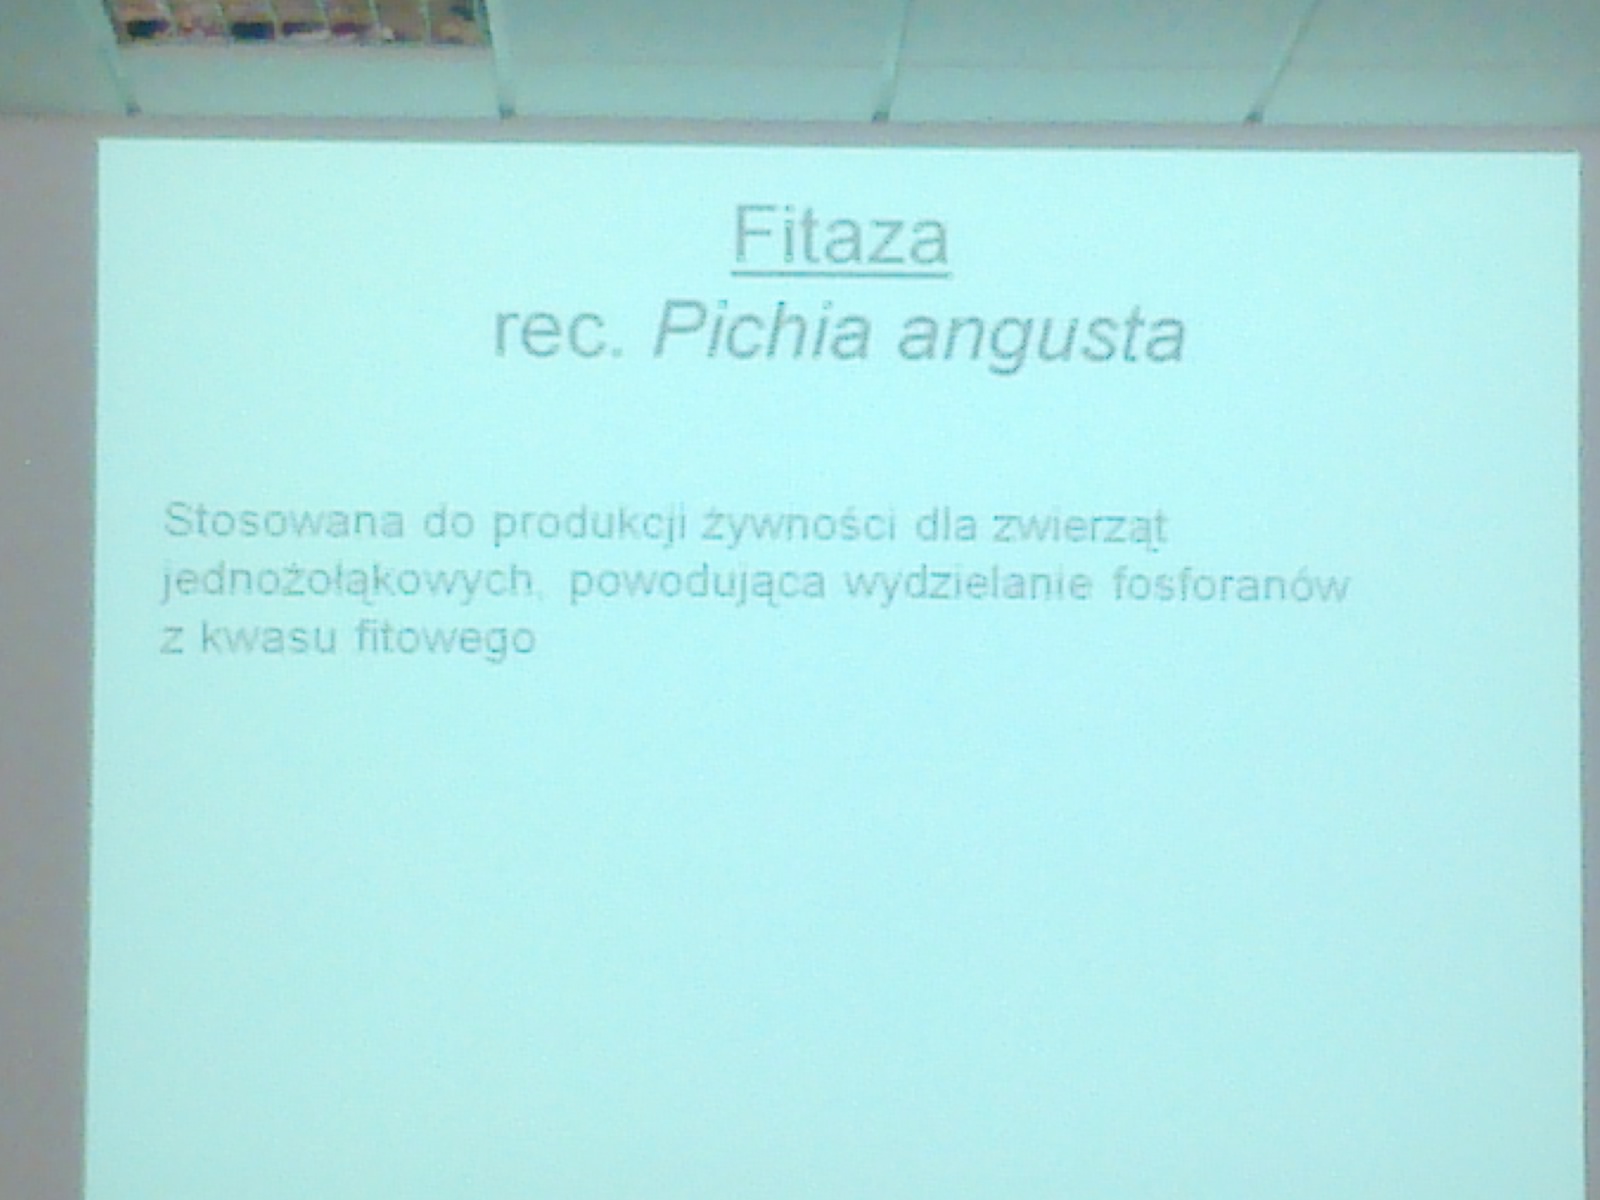 Fitaza
rec. Pichia angusta
Stosowana do produkcji żywności dla zwierząt
jednożołąkowych, powodująca wydzielanie fosforanów
z kwasu fitowego